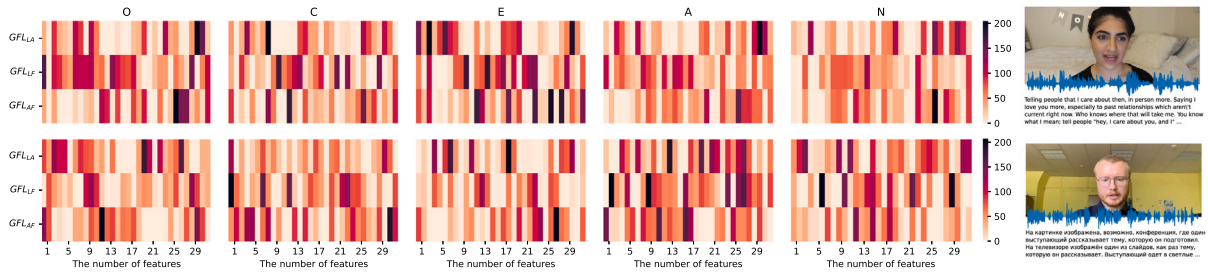 O C E A N
GFL_LA
GFL_LF
GFL_AF
200
150
100
50
0
NO
Telling people that I care about then, in person more. Saying I
love you more, especially to past relationships which aren't
current right now. Who knows where that will take me. You know
what I mean; tell people "hey, I care about you, and I" ...
GFL_LA
GFL_LF
GFL_AF
200
150
100
50
0
1 5 9 13 17 21 25 29 1 5 9 13 17 21 25 29 1 5 9 13 17 21 25 29 1 5 9 13 17 21 25 29 1 5 9 13 17 21 25 29
The number of features The number of features The number of features The number of features The number of features
На картинке изображена, возможно, конференция, где один
выступающий рассказывает тему, которую он подготовил.
На телевизоре изображён один из слайдов, как раз тему,
которую он рассказывает. Выступающий одет в светлые ...